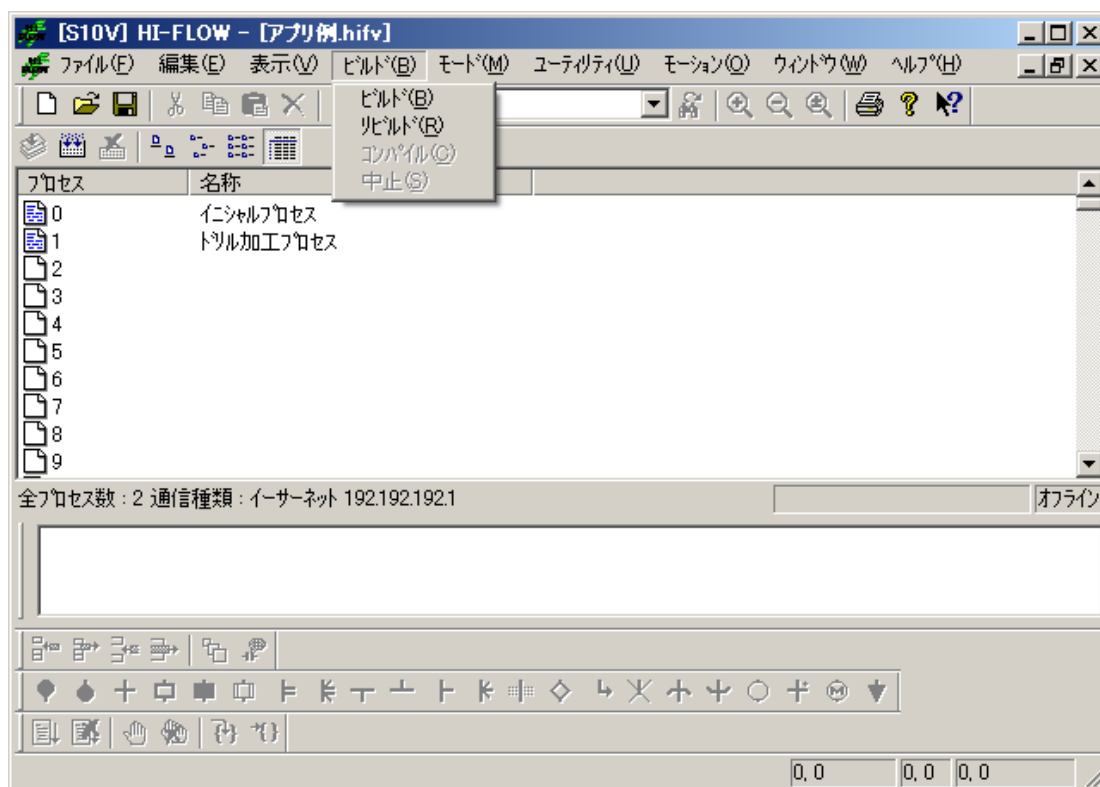 [S10V] HI-FLOW - [アプリ例.hifv]
ファイル(F) 編集(E) 表示(V) ビルド(B) モード(M) ユーティリティ(U) モーション(O) ウィンドウ(W) ヘルプ(H)
ビルド(B)
リビルド(R)
コンパイル(C)
中止(S)
プロセス 名称
0 イニシャルプロセス
1 ドリル加工プロセス
2
3
4
5
6
7
8
9
全プロセス数 : 2 通信種類 : イーサーネット 192.192.192.1 オフライン
0, 0 0, 0 0, 0